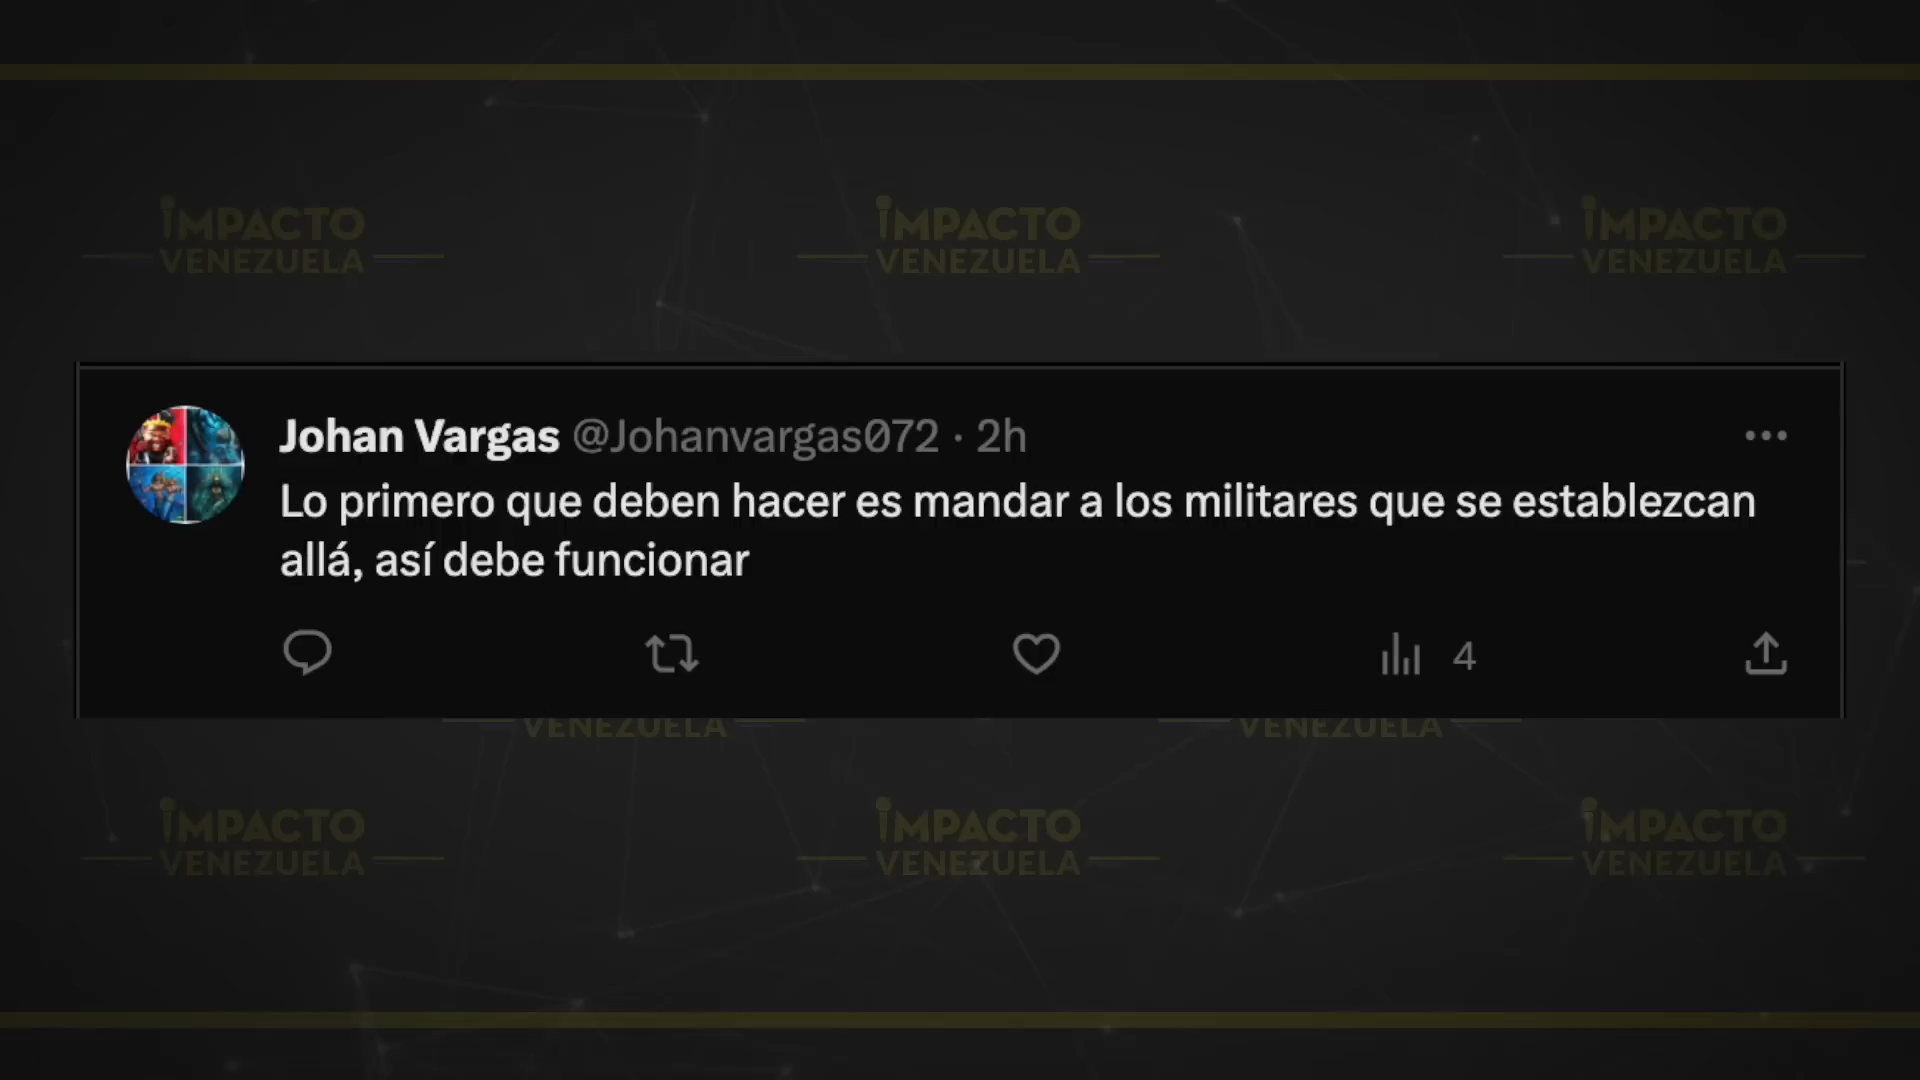 IMPACTO IMPACTO IMPACTO
VENEZUELA VENEZUELA VENEZUELA
Johan Vargas @Johanvargas072 · 2h
Lo primero que deben hacer es mandar a los militares que se establezcan
allá, así debe funcionar
4
VENEZUELA VENEZUELA
IMPACTO IMPACTO IMPACTO
VENEZUELA VENEZUELA VENEZUELA